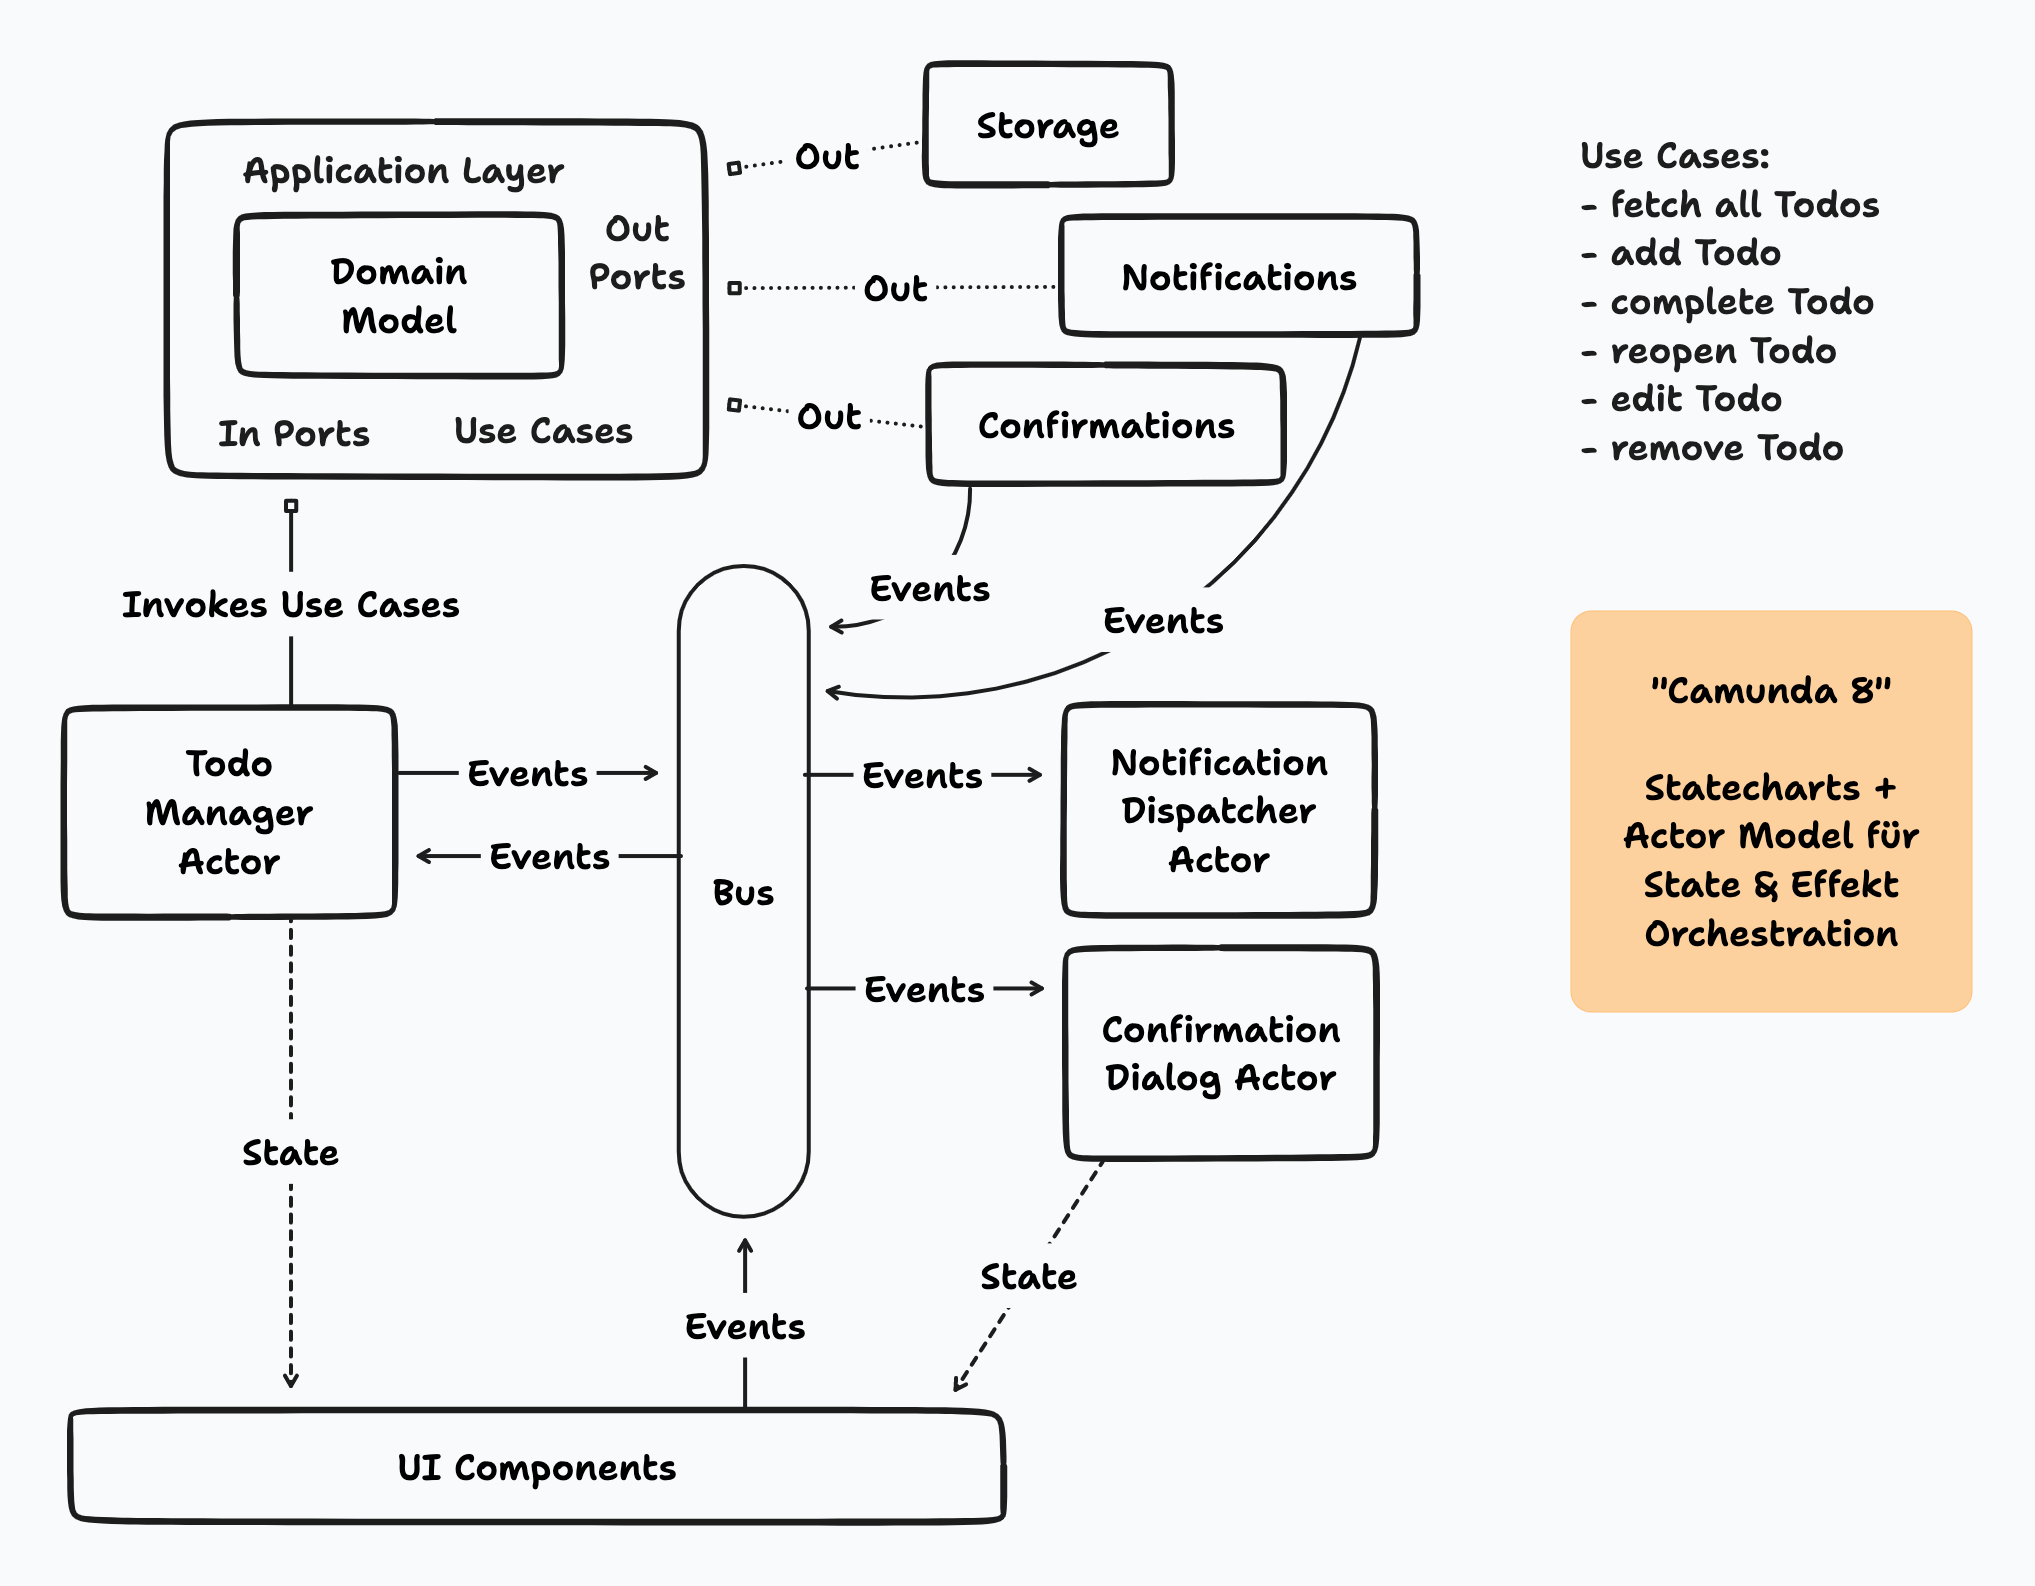 Storage
Out
Application Layer
Out
Ports
Domain
Model
Out
Notifications
Out
Confirmations
In Ports
Use Cases
Use Cases:
- fetch all Todos
- add Todo
- complete Todo
- reopen Todo
- edit Todo
- remove Todo
Invokes Use Cases
Events
Events
Todo
Manager
Actor
Events
Events
Bus
Events
Notification
Dispatcher
Actor
Events
Confirmation
Dialog Actor
"Camunda 8"
Statecharts +
Actor Model für
State & Effekt
Orchestration
State
State
Events
UI Components